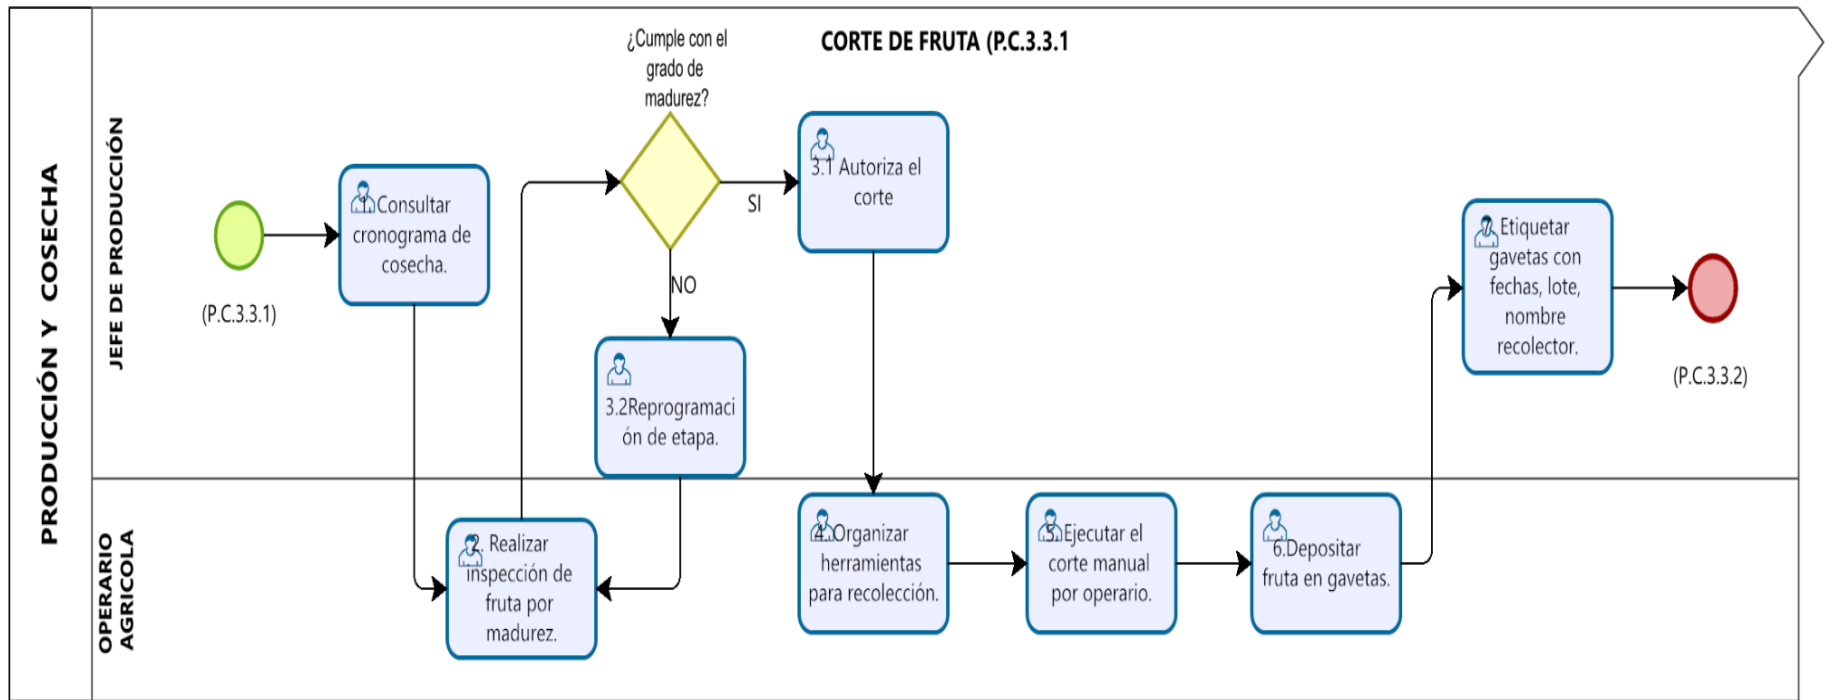 PRODUCCIÓN Y COSECHA
JEFE DE PRODUCCIÓN
OPERARIO
AGRICOLA
CORTE DE FRUTA (P.C.3.3.1
(P.C.3.3.1)
1.Consultar
cronograma de
cosecha.
2. Realizar
inspección de
fruta por
madurez.
¿Cumple con el
grado de
madurez?
SI
NO
3.1 Autoriza el
corte
3.2Reprogramaci
ón de etapa.
4.Organizar
herramientas
para recolección.
5.Ejecutar el
corte manual
por operario.
6.Depositar
fruta en gavetas.
7.Etiquetar
gavetas con
fechas, lote,
nombre
recolector.
(P.C.3.3.2)